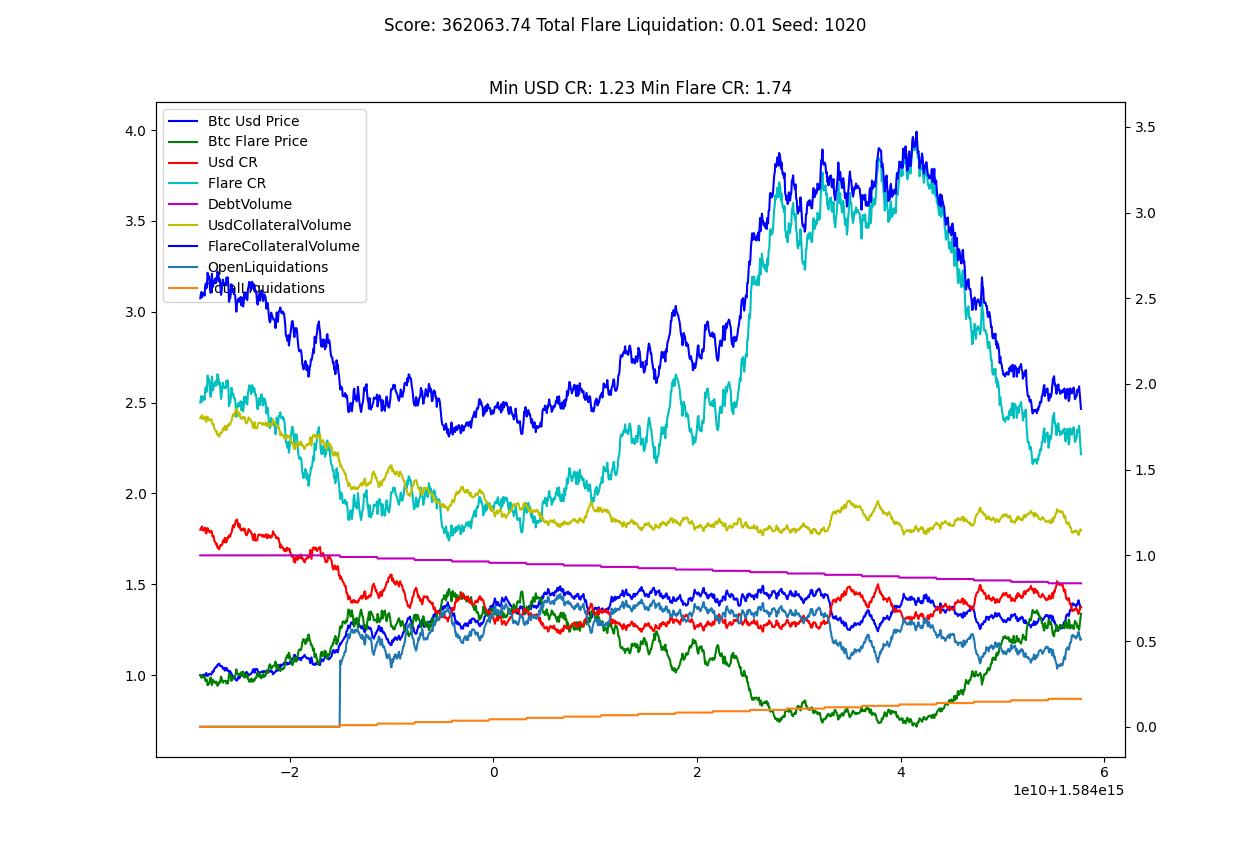 Score: 362063.74 Total Flare Liquidation: 0.01 Seed: 1020
Min USD CR: 1.23 Min Flare CR: 1.74
Btc Usd Price
Btc Flare Price
Usd CR
Flare CR
DebtVolume
UsdCollateralVolume
FlareCollateralVolume
OpenLiquidations
TotalLiquidations
4.0
3.5
3.0
2.5
2.0
1.5
1.0
3.5
3.0
2.5
2.0
1.5
1.0
0.5
0.0
−2
0
2
4
6
1e10+1.584e15